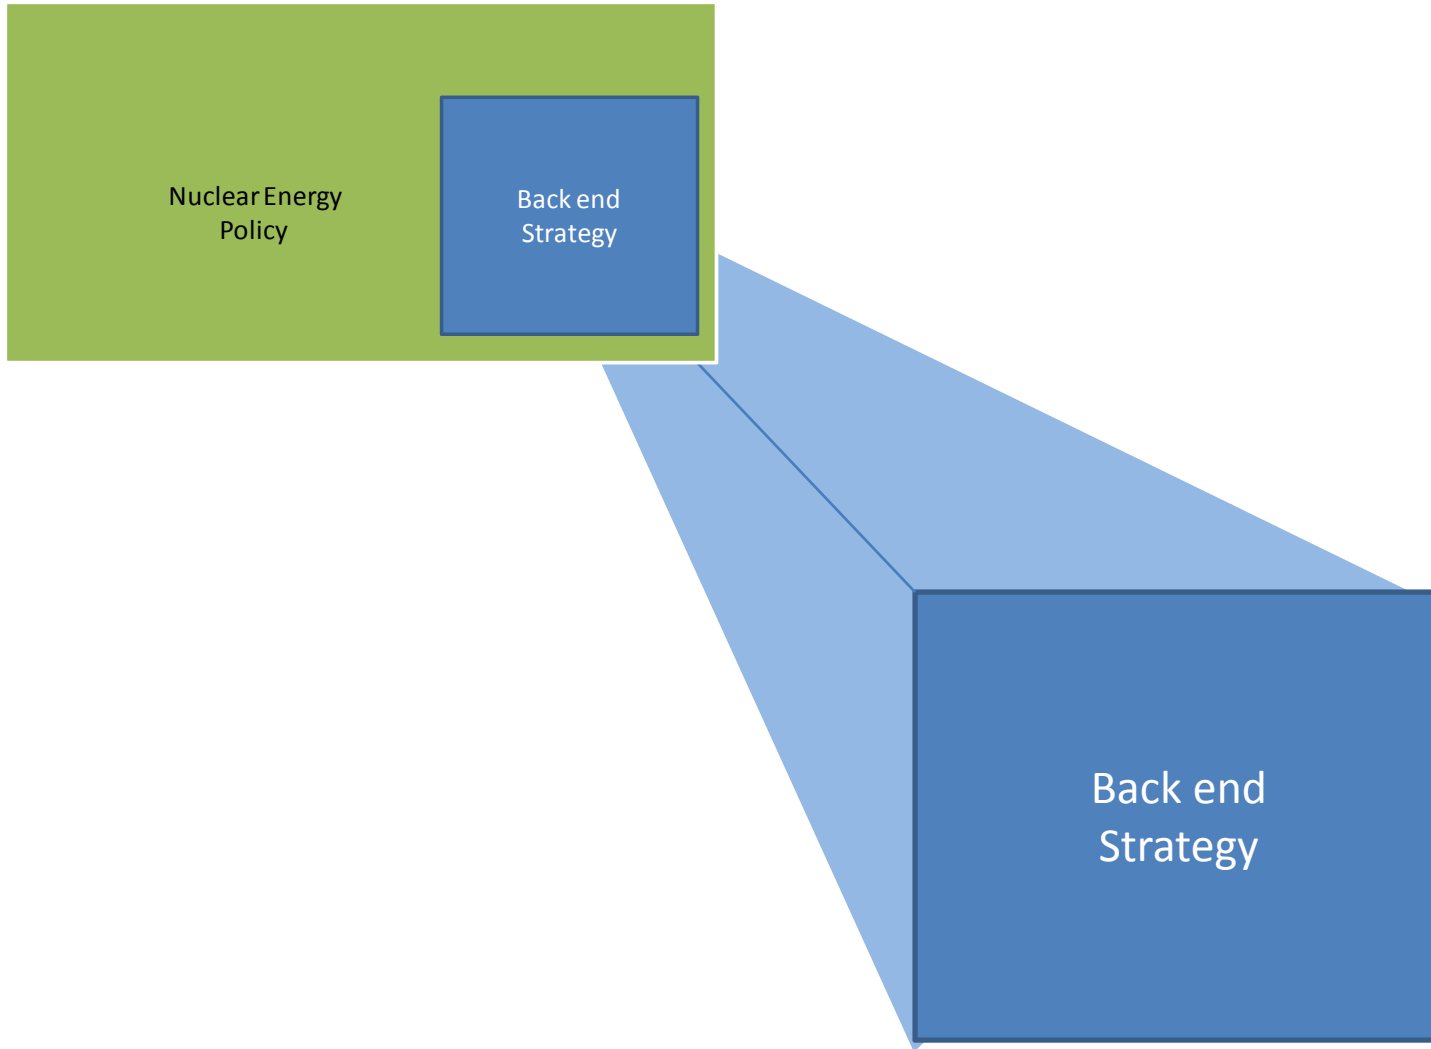 Nuclear Energy
Policy
Back end
Strategy
Back end
Strategy